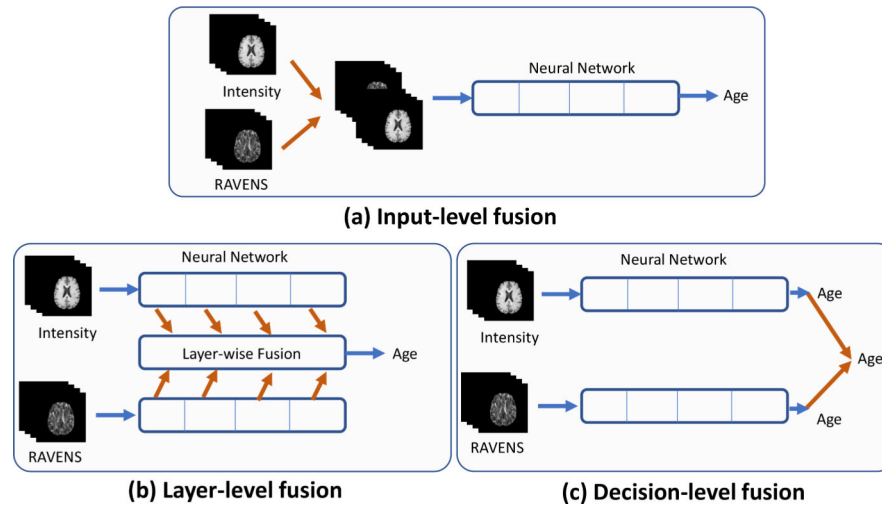 Intensity
RAVENS
Neural Network
Age
(a) Input-level fusion
Neural Network
Intensity
Layer-wise Fusion
Age
RAVENS
(b) Layer-level fusion
Neural Network
Intensity
Age
Age
RAVENS
Age
(c) Decision-level fusion